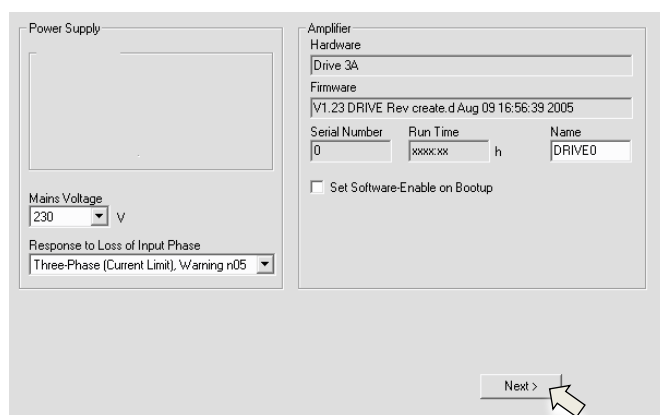 Power Supply
Mains Voltage
230 V
Response to Loss of Input Phase
Three-Phase (Current Limit), Warning n05
Amplifier
Hardware
Drive 3A
Firmware
V1.23 DRIVE Rev create.d Aug 09 16:56:39 2005
Serial Number Run Time Name
0 xxxx:xx h DRIVE0
Set Software-Enable on Bootup
Next >